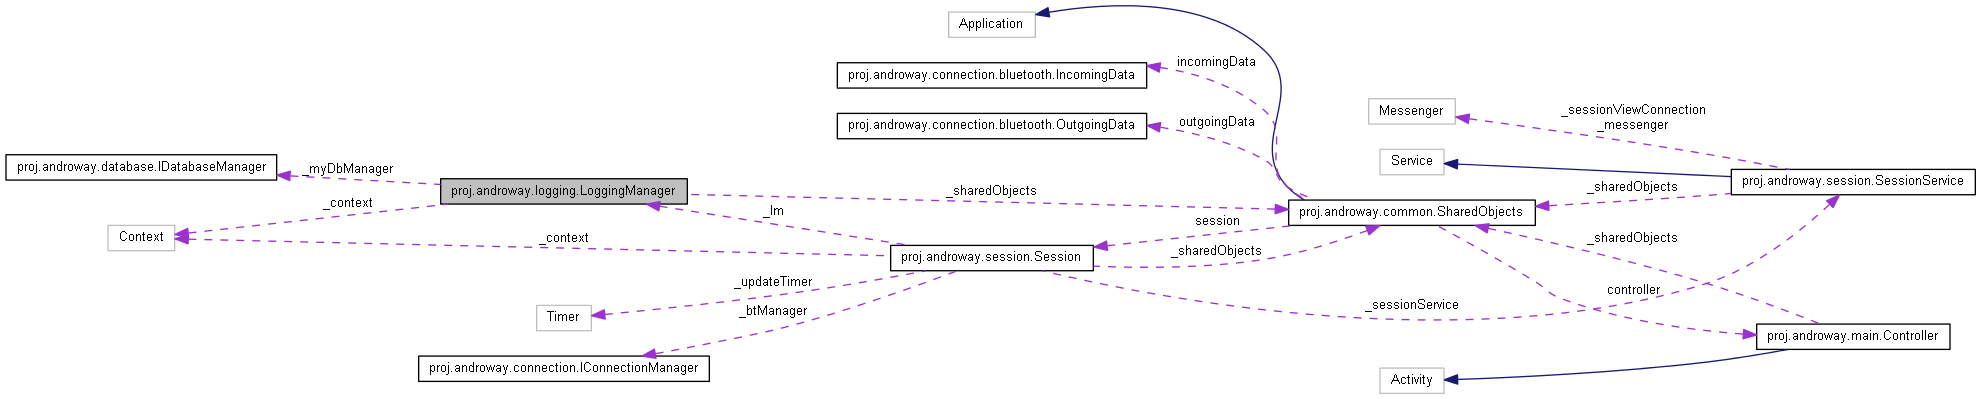 Application
incomingData
proj.androway.connection.bluetooth.IncomingData
_sessionViewConnection
Messenger
_messenger
outgoingData
proj.androway.connection.bluetooth.OutgoingData
Service
proj.androway.database.IDatabaseManager
_myDbManager
proj.androway.session.SessionService
proj.androway.logging.LoggingManager
_sharedObjects
_sharedObjects
_context
_lm
proj.androway.common.SharedObjects
session
Context
_context
_sharedObjects
_sharedObjects
proj.androway.session.Session
_updateTimer
controller
_btManager
_sessionService
Timer
proj.androway.main.Controller
proj.androway.connection.IConnectionManager
Activity